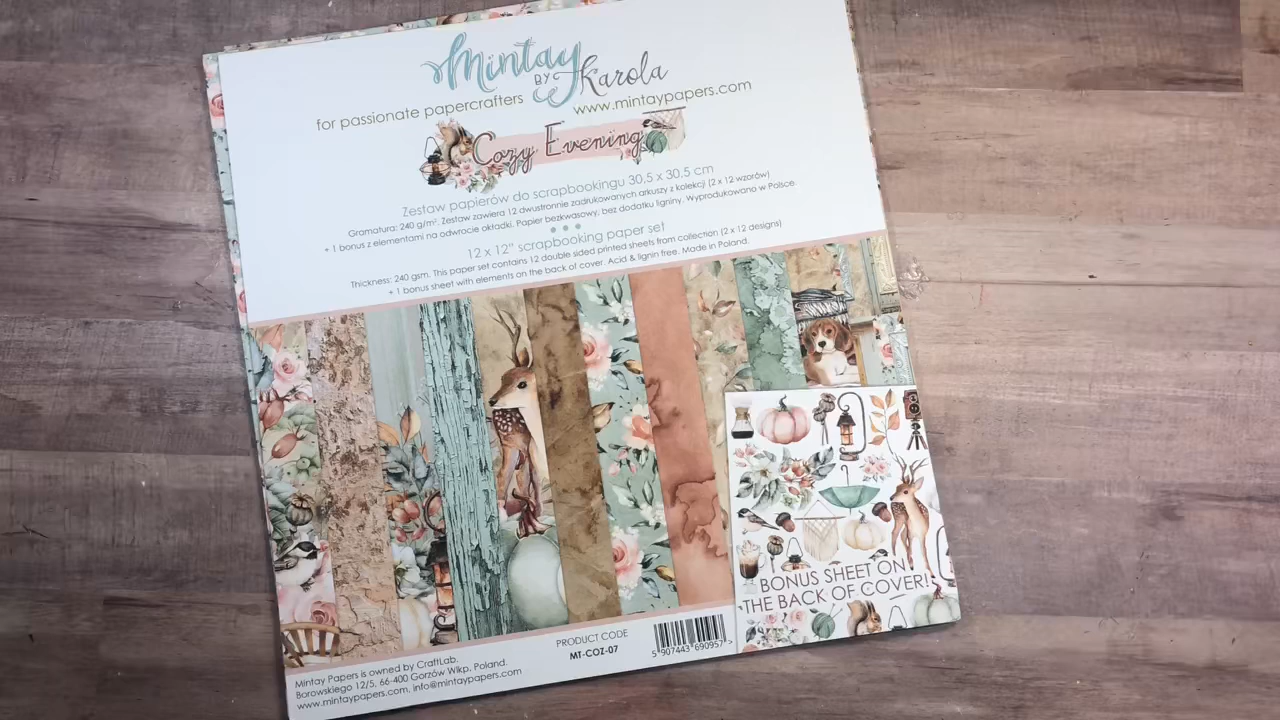 Mintay
BY Karola
for passionate papercrafters
www.mintaypapers.com
Cozy Evening
Zestaw papierów do scrapbookingu 30,5 x 30.5 cm
Gramatura: 240 g/m². Zestaw zawiera 12 dwustronnie zadrukowanych arkuszy z kolekcji (2 x 12 wzorów)
+ 1 bonus z elementami na odwrocie okładki. Papier bezkwasowy, bez dodatku ligniny. Wyprodukowano w Polsce.
12 x 12" scrapbooking paper set
Thickness: 240 gsm. This paper set contains 12 double sided printed sheets from collection (2 x 12 designs)
+ 1 bonus sheet with elements on the back of cover. Acid & lignin free. Made in Poland.
BONUS SHEET ON
THE BACK OF COVER!
PRODUCT CODE
MT-COZ-07
5 907443 690957 >
Mintay Papers is owned by CraftLab.
Borowskiego 12/5, 66-400 Gorzów Wlkp, Poland.
www.mintaypapers.com, info@mintaypapers.com